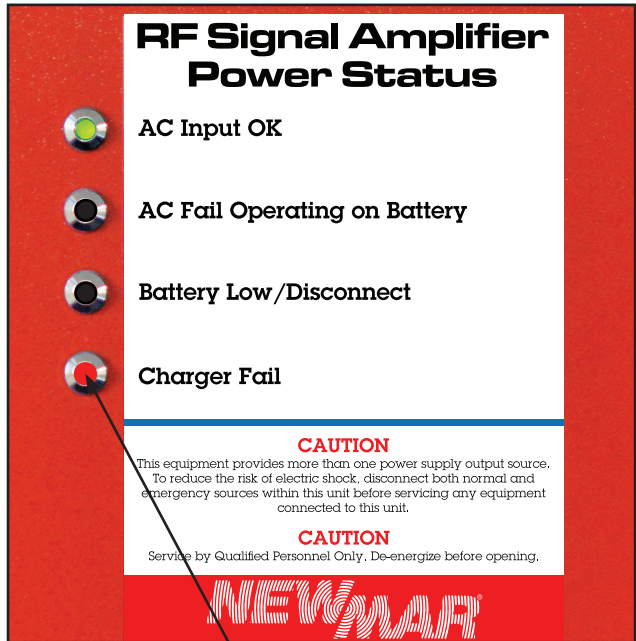 RF Signal Amplifier
Power Status
AC Input OK
AC Fail Operating on Battery
Battery Low/Disconnect
Charger Fail
CAUTION
This equipment provides more than one power supply output source.
To reduce the risk of electric shock, disconnect both normal and
emergency sources within this unit before servicing any equipment
connected to this unit.
CAUTION
Service by Qualified Personnel Only. De-energize before opening.
NEWMAR®